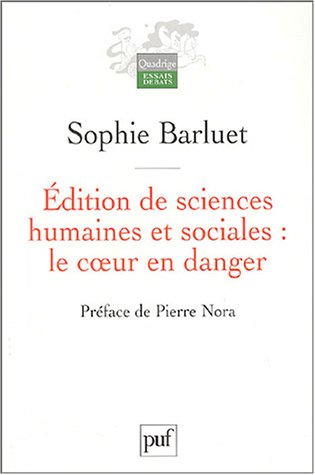 Quadrige
ESSAIS
DEBATS
Sophie Barluet
Édition de sciences
humaines et sociales :
le cœur en danger
Préface de Pierre Nora
puf